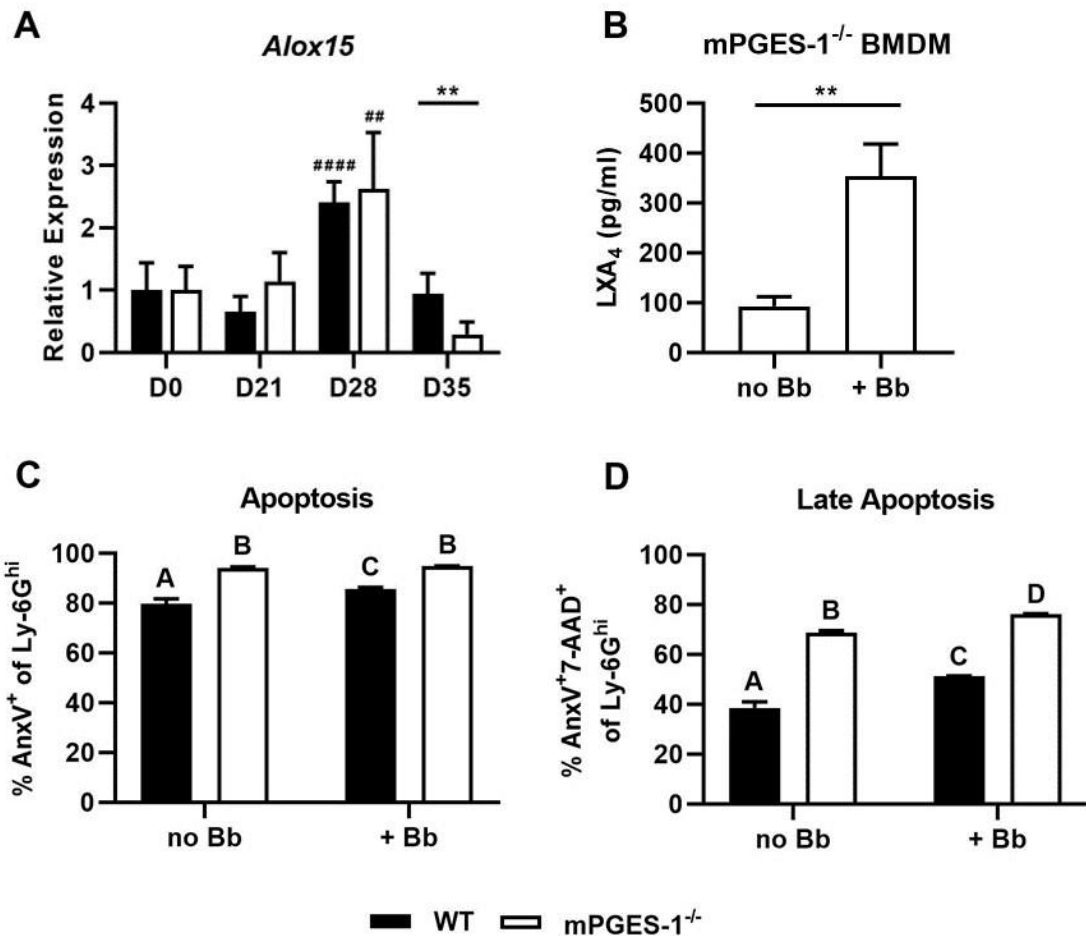 A
Alox15
Relative Expression
4
3
2
1
0
####
##
**
D0 D21 D28 D35
B
mPGES-1-/- BMDM
LXA4 (pg/ml)
500
400
300
200
100
0
**
no Bb + Bb
C
Apoptosis
% AnxV+ of Ly-6Ghi
100
80
60
40
20
0
A B C B
no Bb + Bb
D
Late Apoptosis
% AnxV+7-AAD+
of Ly-6Ghi
100
80
60
40
20
0
A B C D
no Bb + Bb
WT mPGES-1-/-